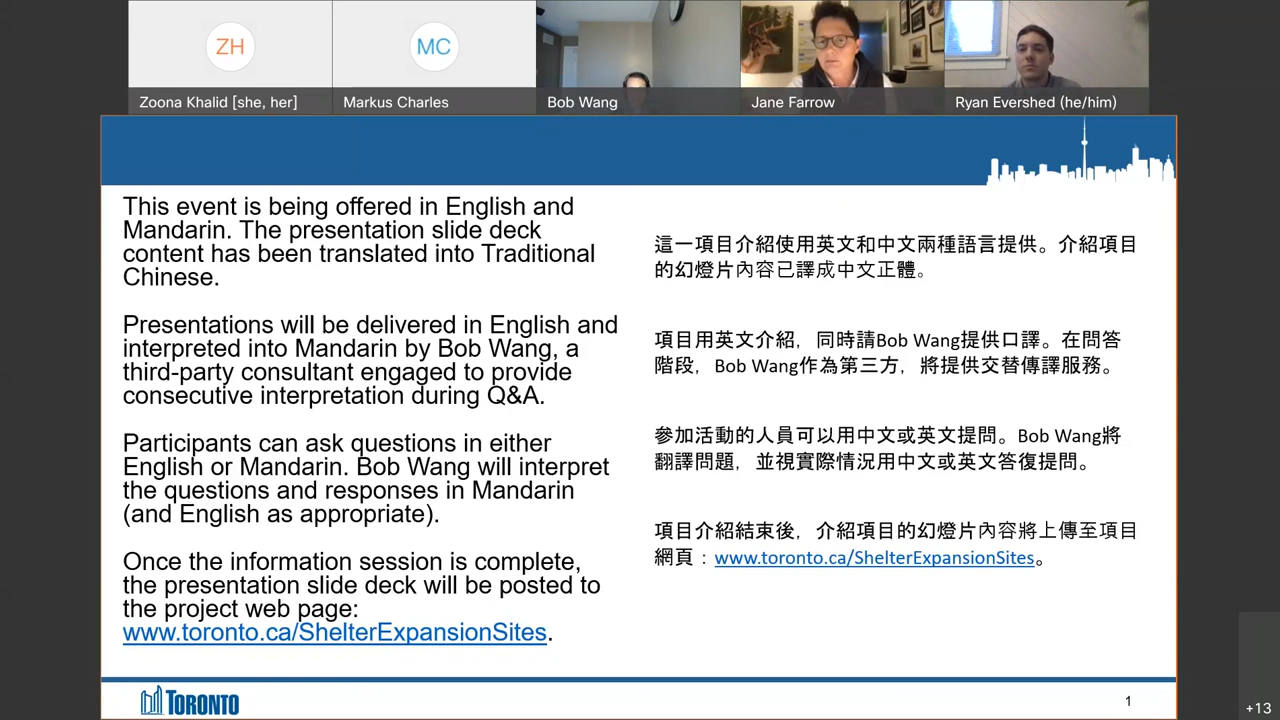 ZH
MC
Zoona Khalid [she, her]
Markus Charles
Bob Wang
Jane Farrow
Ryan Evershed (he/him)
This event is being offered in English and
Mandarin. The presentation slide deck
content has been translated into Traditional
Chinese.
Presentations will be delivered in English and
interpreted into Mandarin by Bob Wang, a
third-party consultant engaged to provide
consecutive interpretation during Q&A.
Participants can ask questions in either
English or Mandarin. Bob Wang will interpret
the questions and responses in Mandarin
(and English as appropriate).
Once the information session is complete,
the presentation slide deck will be posted to
the project web page:
www.toronto.ca/ShelterExpansionSites.
這一項目介紹使用英文和中文兩種語言提供。介紹項目
的幻燈片內容已譯成中文正體。
項目用英文介紹，同時請Bob Wang提供口譯。在問答
階段，Bob Wang作為第三方，將提供交替傳譯服務。
參加活動的人員可以用中文或英文提問。Bob Wang將
翻譯問題，並視實際情況用中文或英文答復提問。
項目介紹結束後，介紹項目的幻燈片內容將上傳至項目
網頁：www.toronto.ca/ShelterExpansionSites。
TORONTO
1
+13